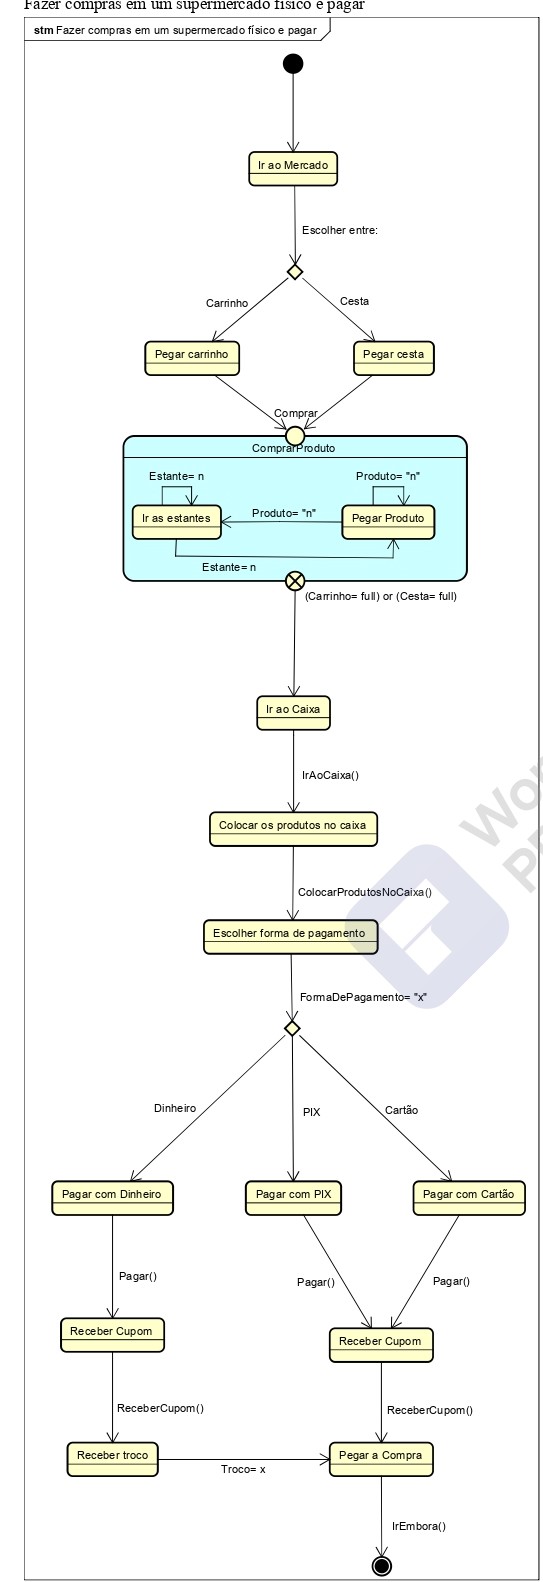 Fazer compras em um supermercado físico e pagar
stm Fazer compras em um supermercado físico e pagar
Ir ao Mercado
Escolher entre:
Carrinho
Cesta
Pegar carrinho
Pegar cesta
Comprar
ComprarProduto
Estante= n
Produto= "n"
Ir as estantes
Produto= "n"
Pegar Produto
Estante= n
(Carrinho= full) or (Cesta= full)
Ir ao Caixa
IrAoCaixa()
Colocar os produtos no caixa
ColocarProdutosNoCaixa()
Escolher forma de pagamento
FormaDePagamento= "x"
Dinheiro
PIX
Cartão
Pagar com Dinheiro
Pagar com PIX
Pagar com Cartão
Pagar()
Pagar()
Pagar()
Receber Cupom
Receber Cupom
ReceberCupom()
ReceberCupom()
Receber troco
Pegar a Compra
Troco= x
IrEmbora()